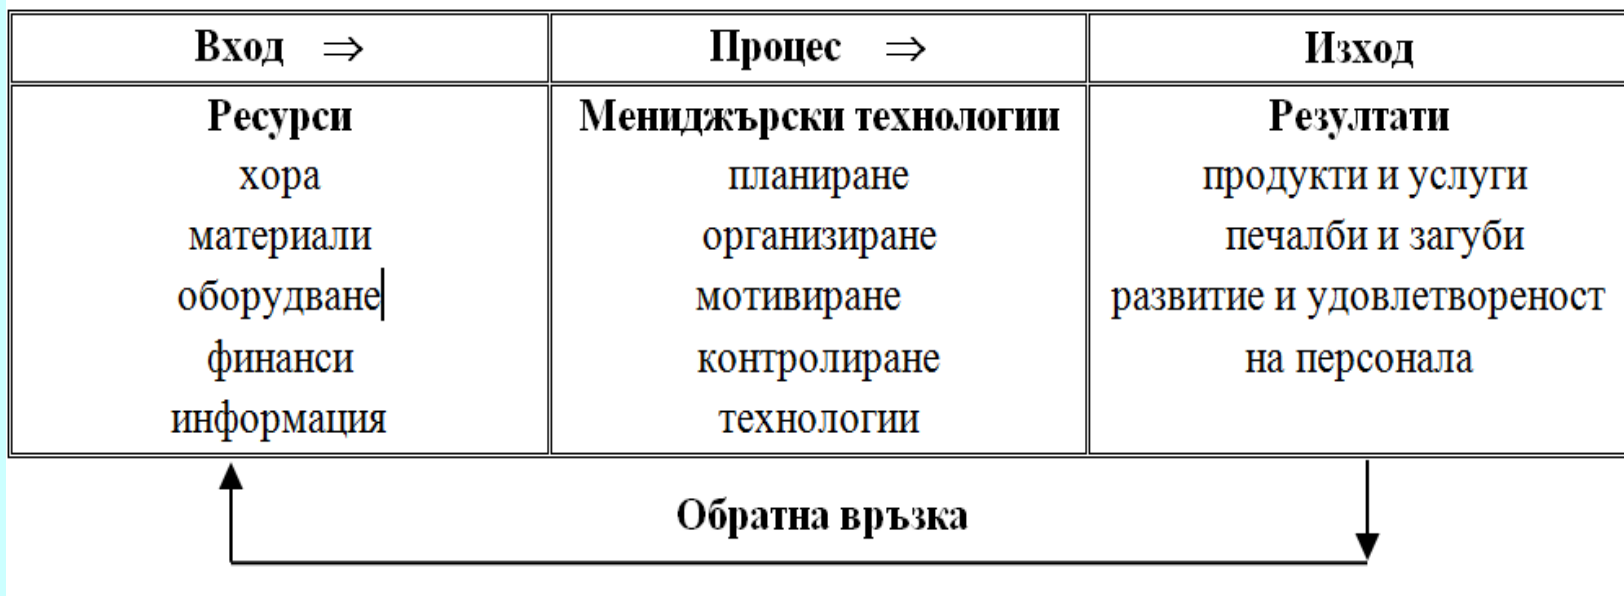 Вход ⇒
Процес ⇒
Изход
Ресурси
хора
материали
оборудване
финанси
информация
Мениджърски технологии
планиране
организиране
мотивиране
контролиране
технологии
Резултати
продукти и услуги
печалби и загуби
развитие и удовлетвореност
на персонала
Обратна връзка